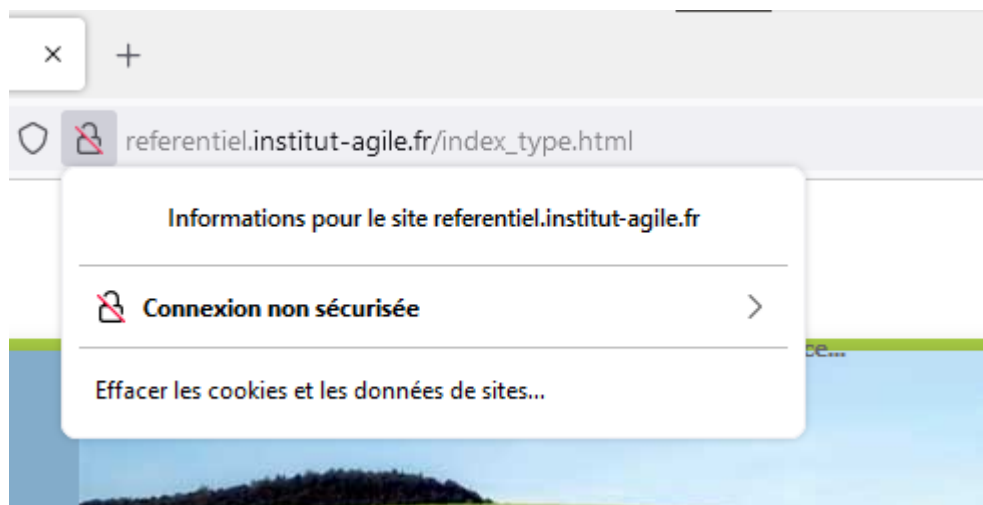 referentiel.institut-agile.fr/index_type.html
Informations pour le site referentiel.institut-agile.fr
Connexion non sécurisée
ce...
Effacer les cookies et les données de sites...